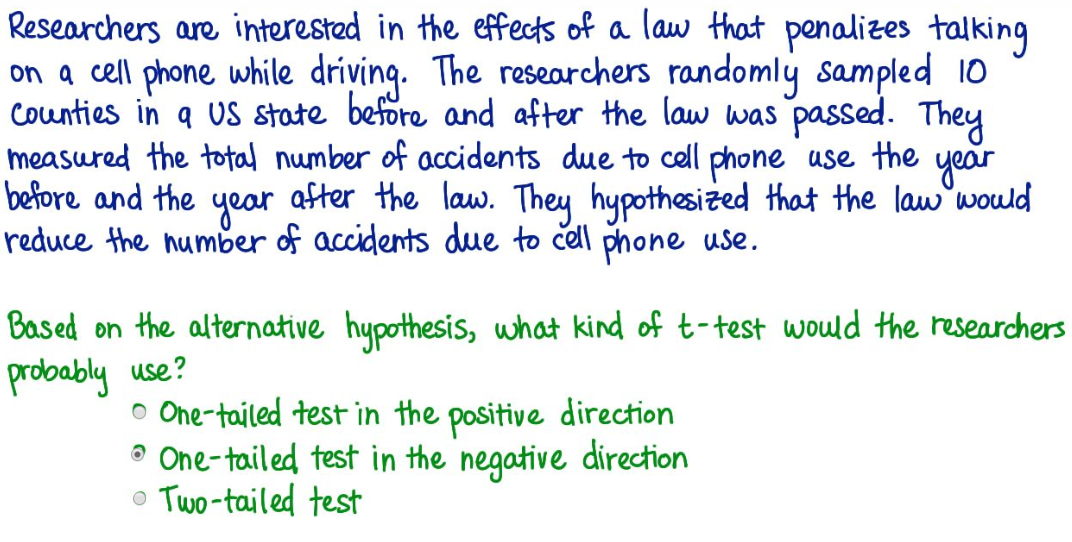 Researchers are interested in the effects of a law that penalizes talking
on a cell phone while driving. The researchers randomly sampled 10
Counties in a US state before and after the law was passed. They
measured the total number of accidents due to cell phone use the year
before and the year after the law. They hypothesized that the law would
reduce the number of accidents due to cell phone use.
Based on the alternative hypothesis, what kind of t-test would the researchers
probably use?
One-tailed test in the positive direction
One-tailed test in the negative direction
Two-tailed test